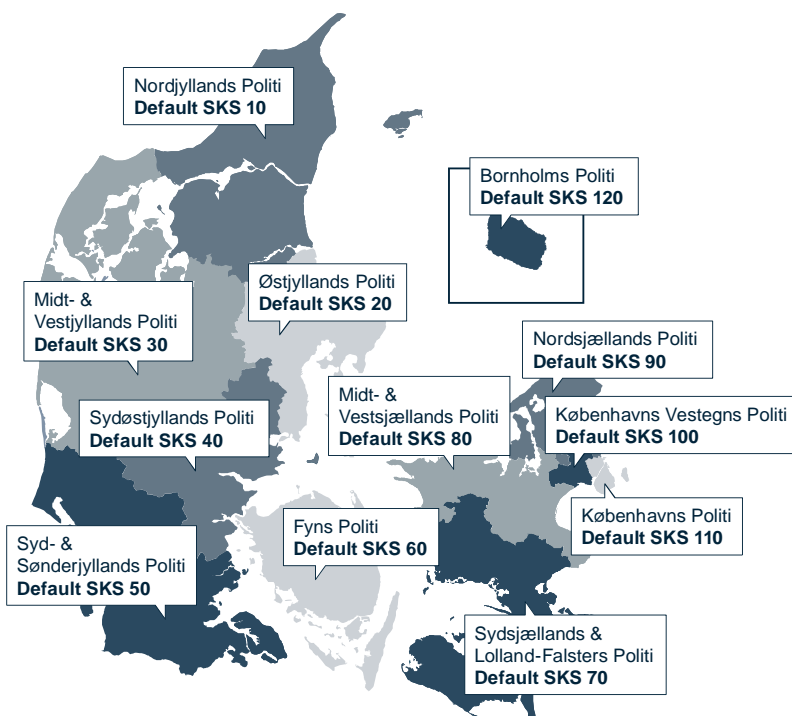 Nordjyllands Politi
Default SKS 10
Bornholms Politi
Default SKS 120
Østjyllands Politi
Default SKS 20
Midt- &
Vestjyllands Politi
Default SKS 30
Nordsjællands Politi
Default SKS 90
Midt- &
Vestsjællands Politi
Default SKS 80
Københavns Vestegns Politi
Default SKS 100
Sydøstjyllands Politi
Default SKS 40
Københavns Politi
Default SKS 110
Fyns Politi
Default SKS 60
Syd- &
Sønderjyllands Politi
Default SKS 50
Sydsjællands &
Lolland-Falsters Politi
Default SKS 70